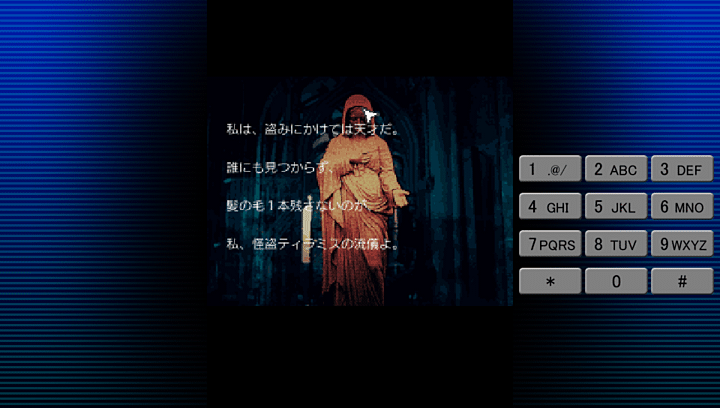 私は、盗みにかけては天才だ。
誰にも見つからず、
髪の毛１本残さないのが、
私、怪盗ティラミスの流儀よ。
1 .@/ 2 ABC 3 DEF
4 GHI 5 JKL 6 MNO
7 PQRS 8 TUV 9 WXYZ
* 0 #